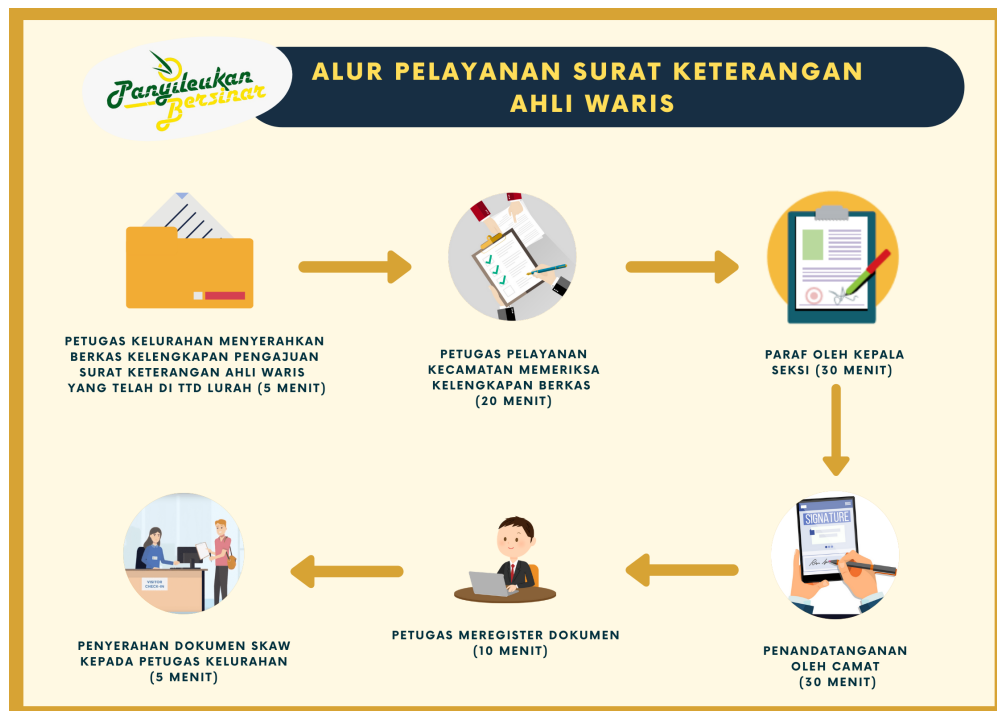 Panyileukan
Bersinar
ALUR PELAYANAN SURAT KETERANGAN
AHLI WARIS
PETUGAS KELURAHAN MENYERAHKAN
BERKAS KELENGKAPAN PENGAJUAN
SURAT KETERANGAN AHLI WARIS
YANG TELAH DI TTD LURAH (5 MENIT)
PETUGAS PELAYANAN
KECAMATAN MEMERIKSA
KELENGKAPAN BERKAS
(20 MENIT)
PARAF OLEH KEPALA
SEKSI (30 MENIT)
SIGNATURE
PENANDATANGANAN
OLEH CAMAT
(30 MENIT)
PETUGAS MEREGISTER DOKUMEN
(10 MENIT)
VISITOR
CHECK-IN
PENYERAHAN DOKUMEN SKAW
KEPADA PETUGAS KELURAHAN
(5 MENIT)